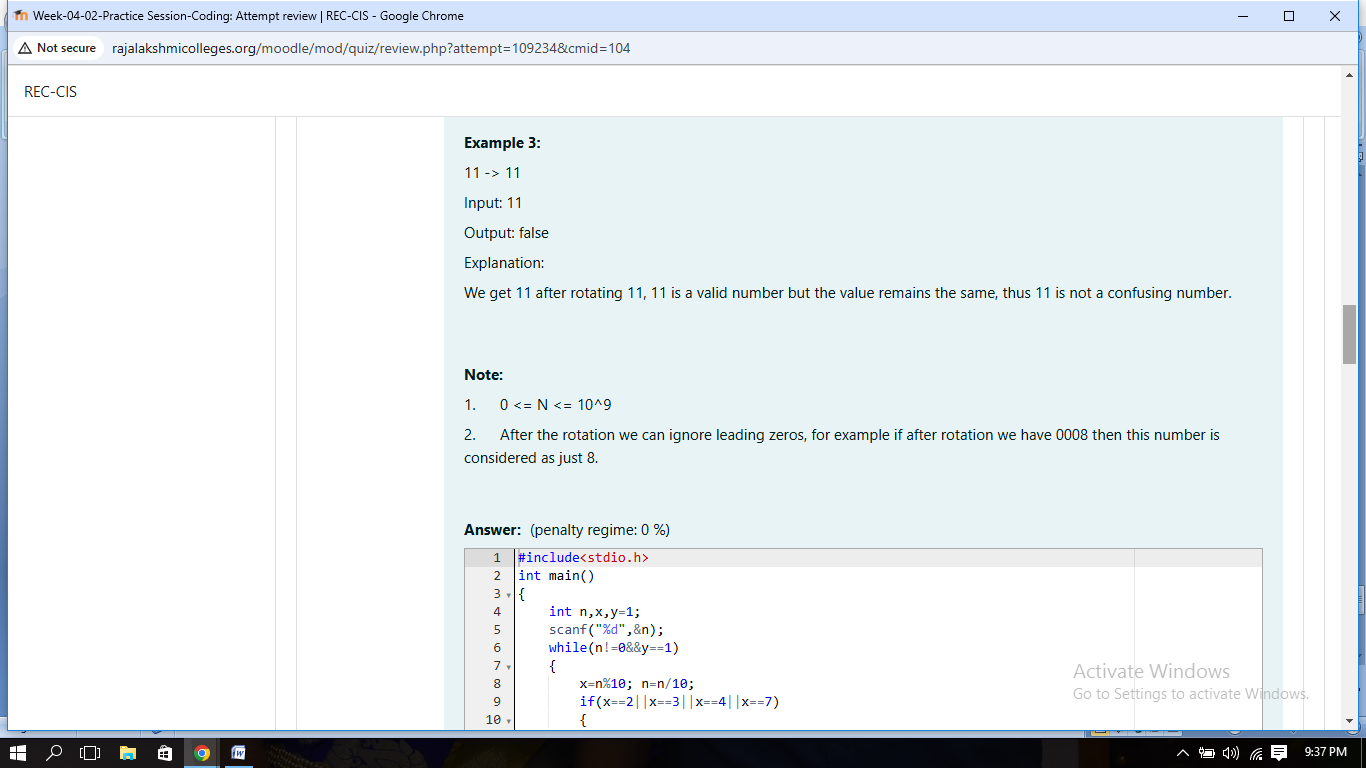 Week-04-02-Practice Session-Coding: Attempt review | REC-CIS - Google Chrome
Not secure rajalakshmicolleges.org/moodle/mod/quiz/review.php?attempt=109234&cmid=104
REC-CIS
Example 3:
11 -> 11
Input: 11
Output: false
Explanation:
We get 11 after rotating 11, 11 is a valid number but the value remains the same, thus 11 is not a confusing number.
Note:
1. 0 <= N <= 10^9
2. After the rotation we can ignore leading zeros, for example if after rotation we have 0008 then this number is
considered as just 8.
Answer: (penalty regime: 0 %)
1 #include<stdio.h>
2 int main()
3 {
4 int n,x,y=1;
5 scanf("%d",&n);
6 while(n!=0&&y==1)
7 {
8 x=n%10; n=n/10;
9 if(x==2||x==3||x==4||x==7)
10 {
Activate Windows
Go to Settings to activate Windows.
9:37 PM